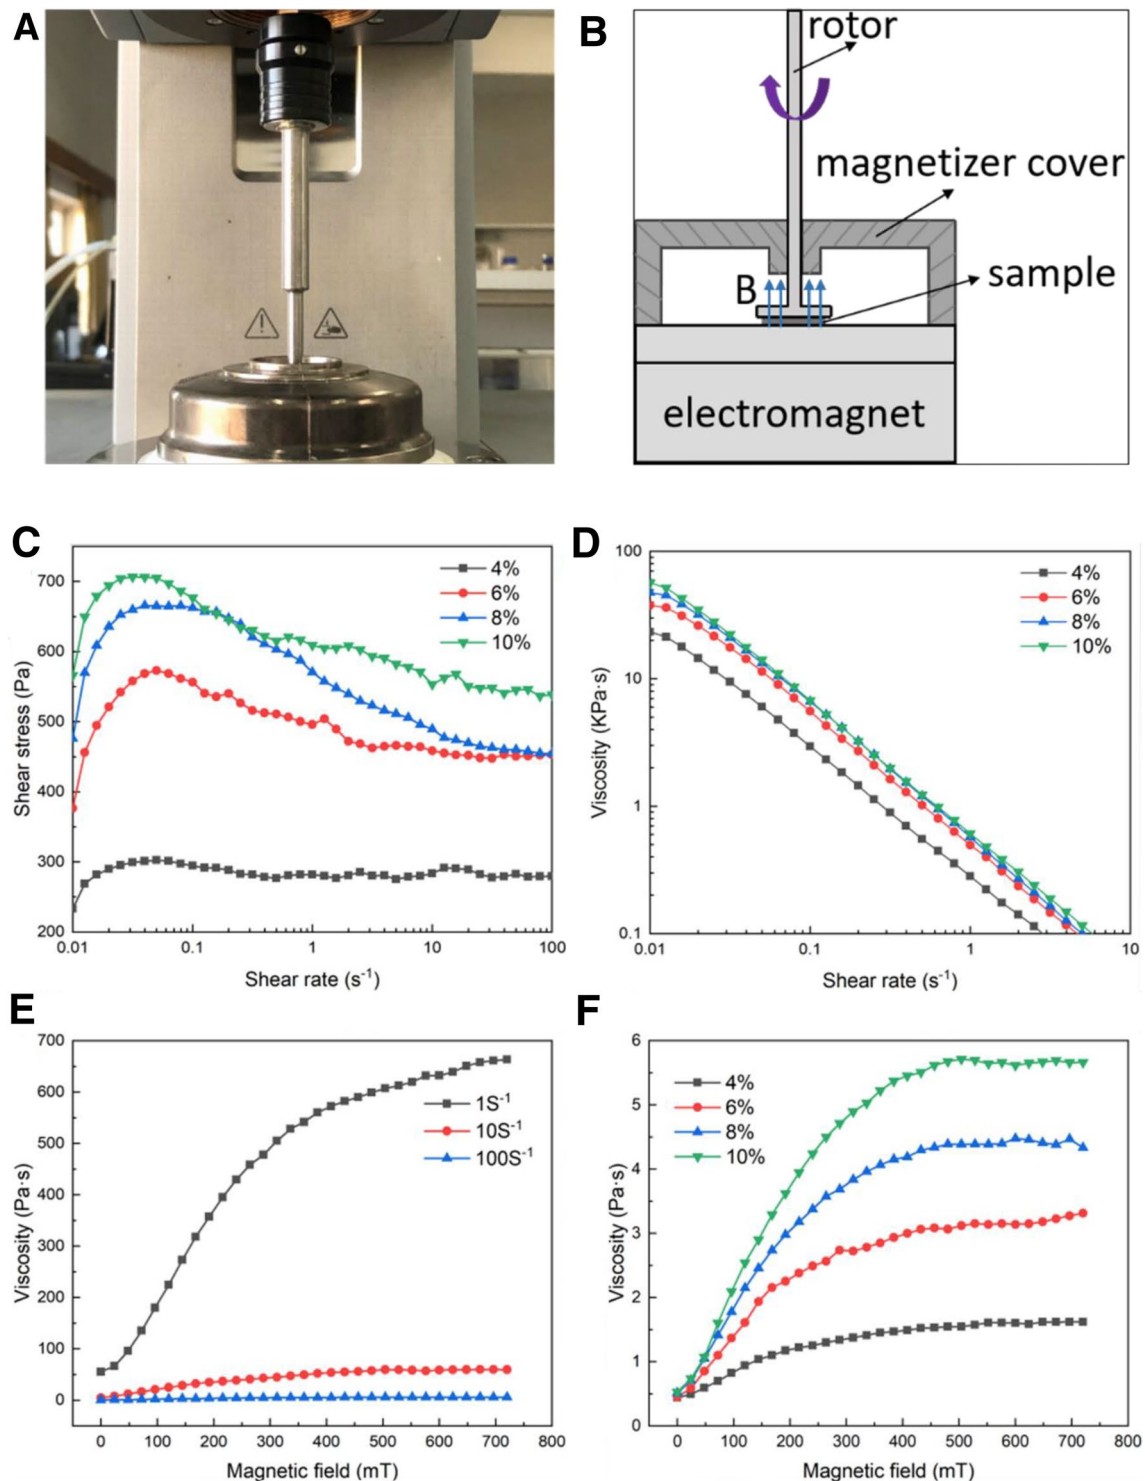 A
B
rotor
magnetizer cover
B
sample
electromagnet
C
4%
6%
8%
10%
700
600
500
400
300
200
Shear stress (Pa)
0.01
0.1
1
10
100
Shear rate (s⁻¹)
D
4%
6%
8%
10%
100
10
1
0.1
Viscosity (KPa·s)
0.01
0.1
1
10
Shear rate (s⁻¹)
E
1S⁻¹
10S⁻¹
100S⁻¹
700
600
500
400
300
200
100
0
Viscosity (Pa·s)
0
100
200
300
400
500
600
700
800
Magnetic field (mT)
F
4%
6%
8%
10%
6
5
4
3
2
1
0
Viscosity (Pa·s)
0
100
200
300
400
500
600
700
800
Magnetic field (mT)